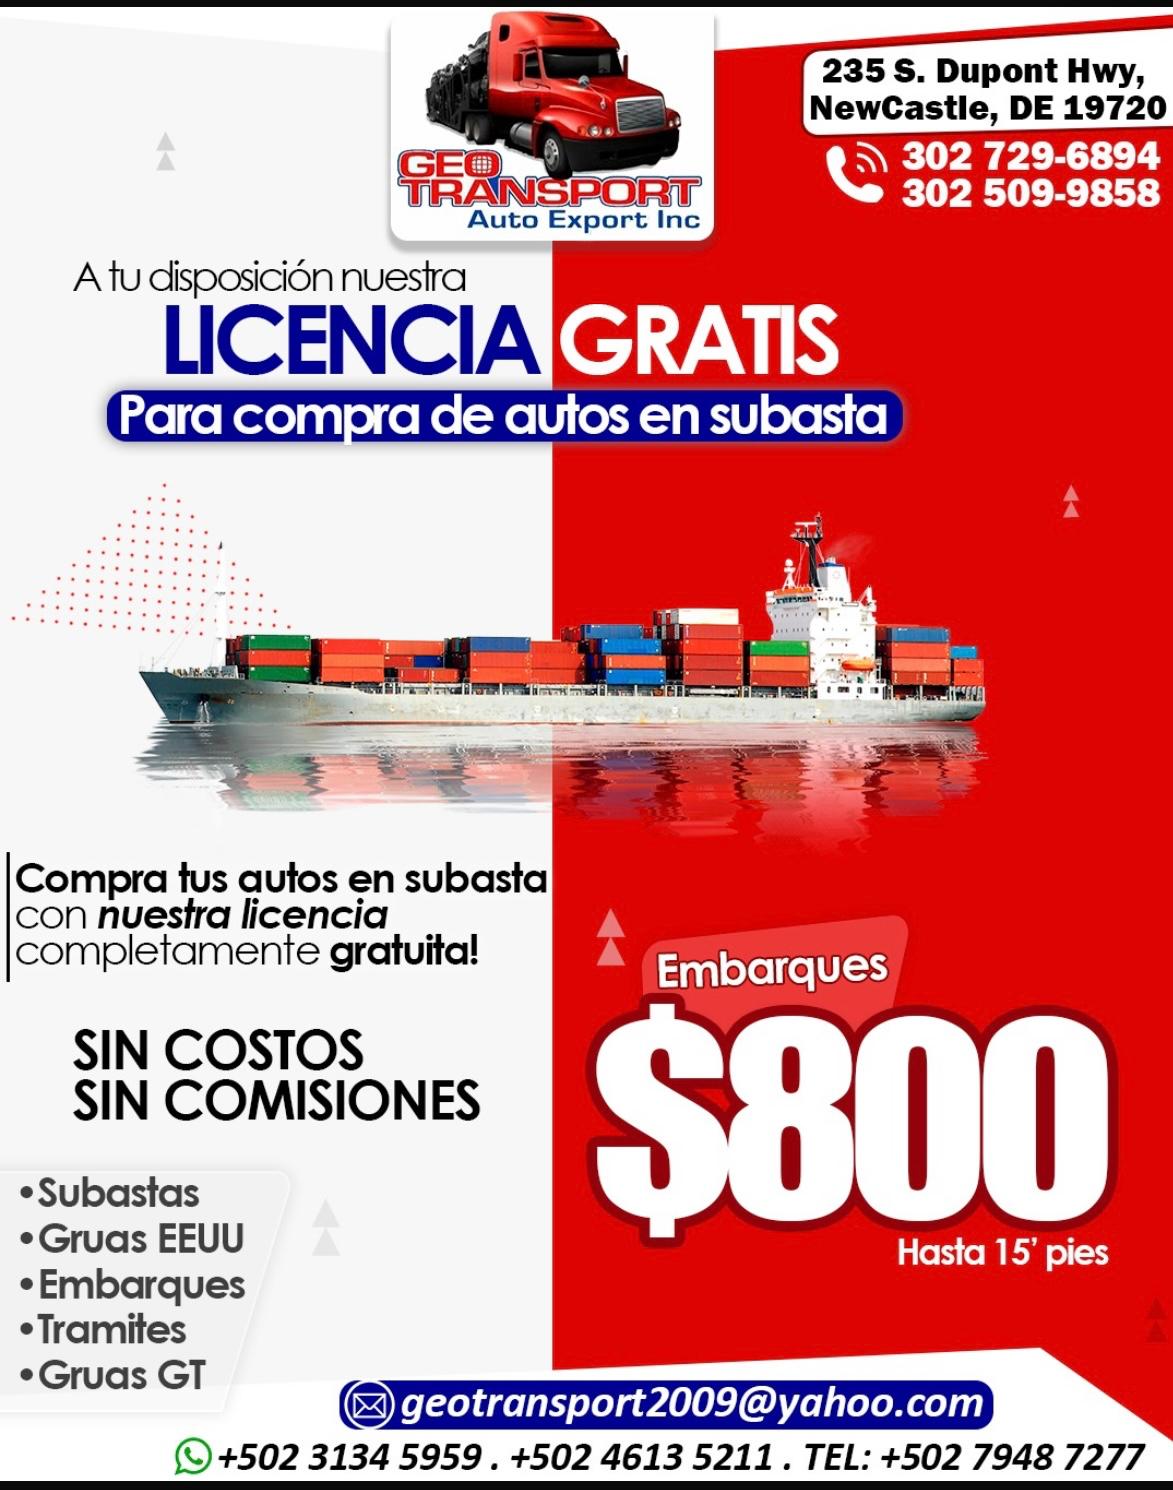 GEO
TRANSPORT
Auto Export Inc
235 S. Dupont Hwy,
NewCastle, DE 19720
302 729-6894
302 509-9858
A tu disposición nuestra
LICENCIA GRATIS
Para compra de autos en subasta
Compra tus autos en subasta
con nuestra licencia
completamente gratuita!
SIN COSTOS
SIN COMISIONES
•Subastas
•Gruas EEUU
•Embarques
•Tramites
•Gruas GT
Embarques
$800
Hasta 15' pies
geotransport2009@yahoo.com
+502 3134 5959 . +502 4613 5211 . TEL: +502 7948 7277